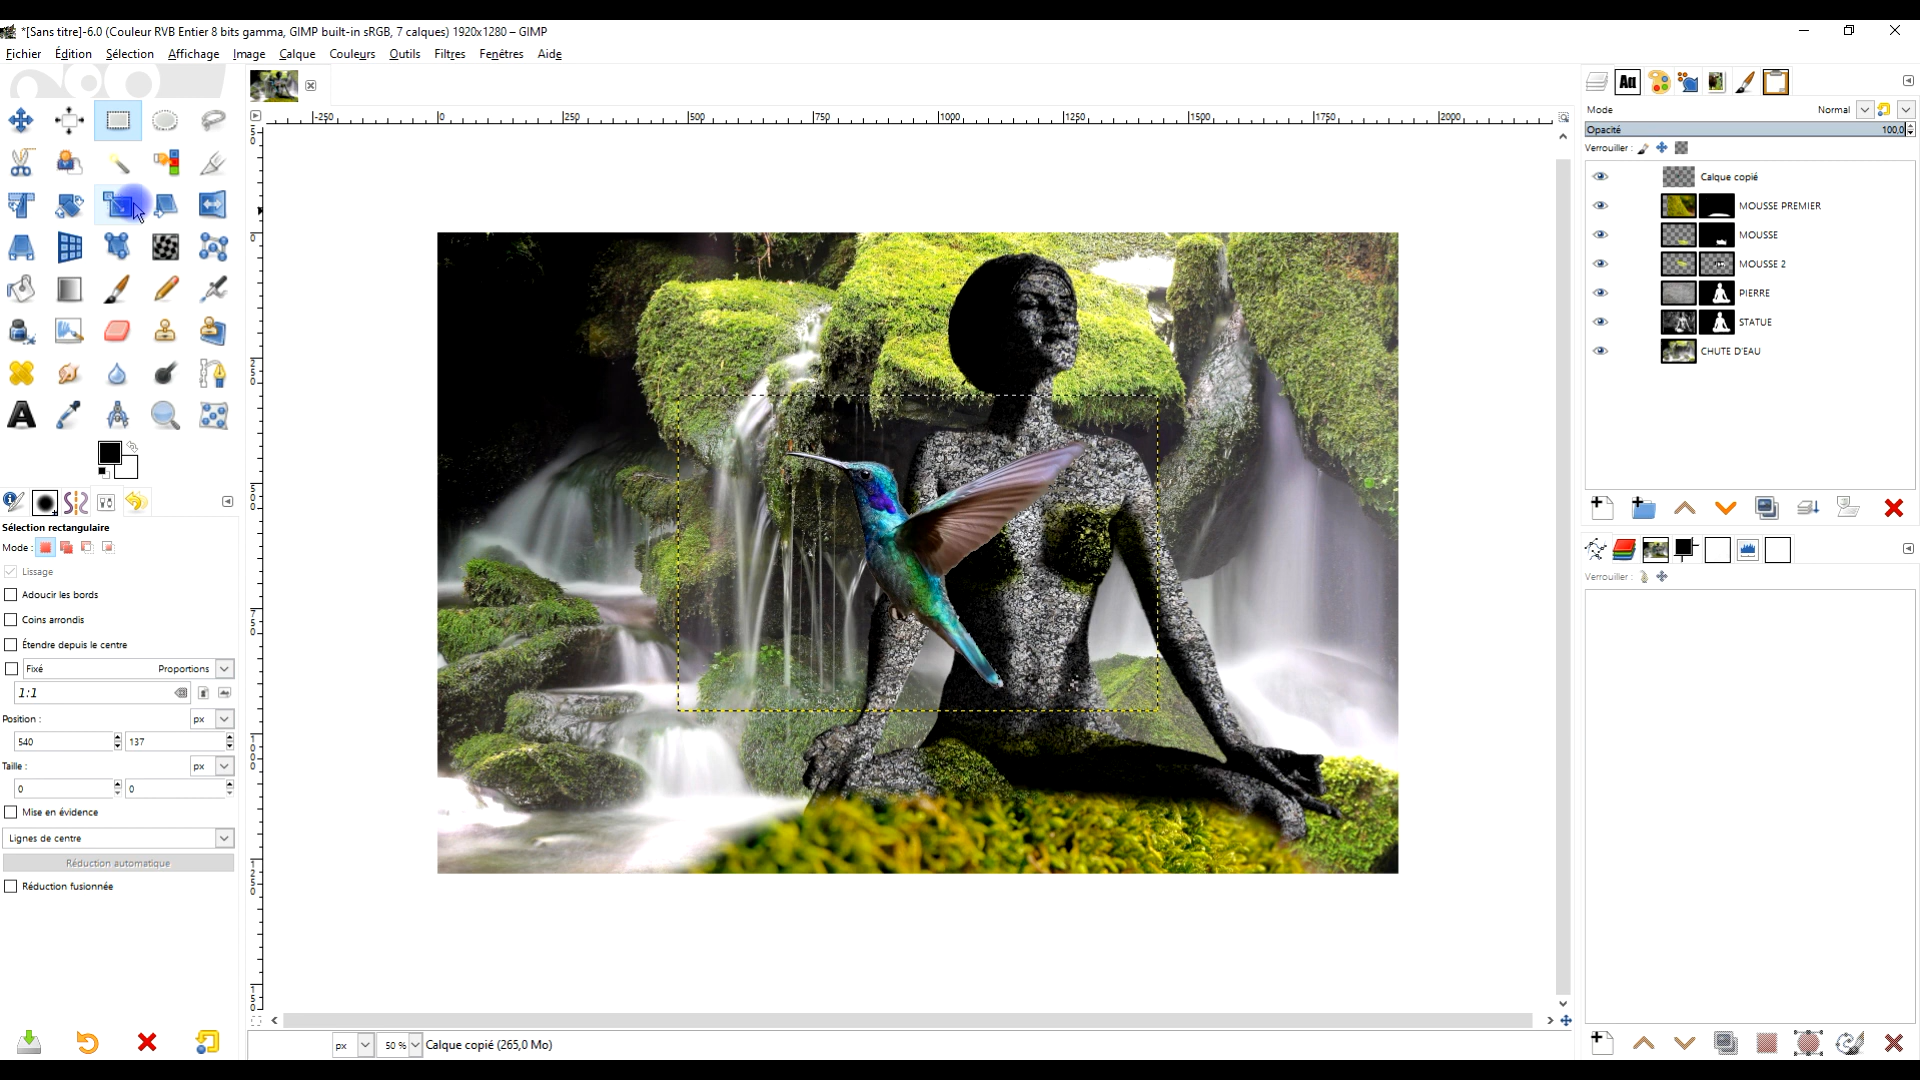 *[Sans titre]-6.0 (Couleur RVB Entier 8 bits gamma, GIMP built-in sRGB, 7 calques) 1920x1280 – GIMP
Fichier Édition Sélection Affichage Image Calque Couleurs Outils Filtres Fenêtres Aide
-250 0 250 500 750 1000 1250 1500 1750 2000
Sélection rectangulaire
Mode :
Lissage
Adoucir les bords
Coins arrondis
Étendre depuis le centre
Fixé Proportions
1:1
Position : px
540 137
Taille : px
0 0
Mise en évidence
Lignes de centre
Réduction automatique
Réduction fusionnée
px 50 % Calque copié (265,0 Mo)
Mode Normal
Opacité 100,0
Verrouiller :
Calque copié
MOUSSE PREMIER
MOUSSE
MOUSSE 2
PIERRE
STATUE
CHUTE D'EAU
Verrouiller :